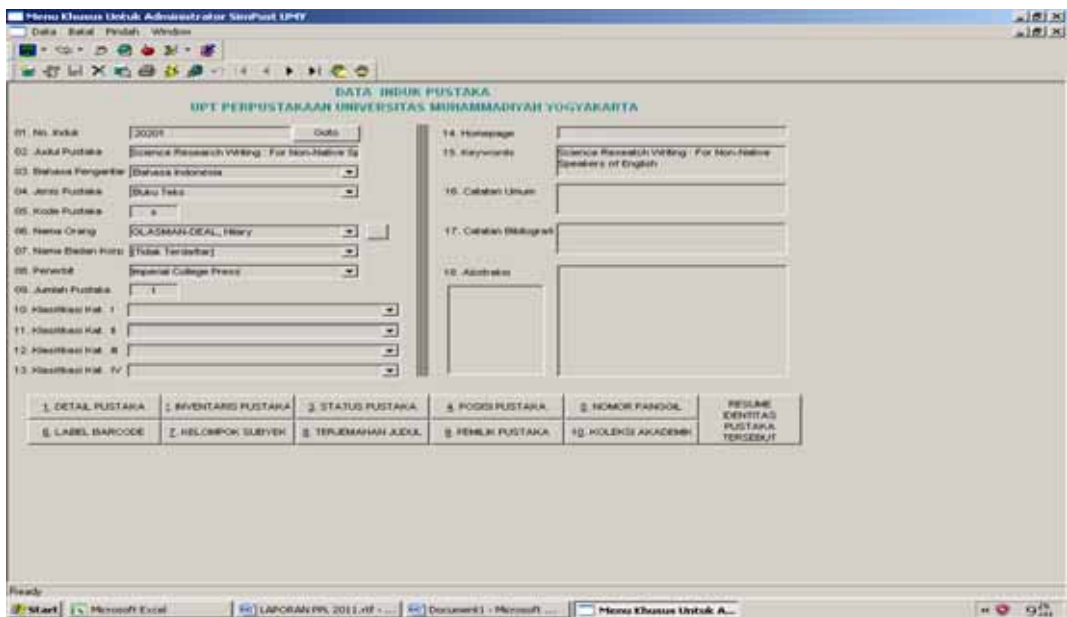 Menu Khusus Untuk Administrator SimPust UMY
Data Batal Pindah Window
DATA INDUK PUSTAKA
UPT PERPUSTAKAAN UNIVERSITAS MUHAMMADIYAH YOGYAKARTA
01. No. Induk 20201 Goto
02. Judul Pustaka Science Research Writing : For Non-Native Sp
03. Bahasa Pengantar Bahasa Indonesia
04. Jenis Pustaka Buku Teks
05. Kode Pustaka
06. Nama Orang GLASMAN-DEAL, Hilary
07. Nama Badan Korp [Tidak Terdaftar]
08. Penerbit Imperial College Press
09. Jumlah Pustaka 1
10. Klasifikasi Kat. I
11. Klasifikasi Kat. II
12. Klasifikasi Kat. III
13. Klasifikasi Kat. IV
14. Homepage
15. Keywords Science Research Writing : For Non-Native
Speakers of English
16. Catatan Umum
17. Catatan Bibliografi
18. Abstraksi
1. DETAIL PUSTAKA 2. INVENTARIS PUSTAKA 3. STATUS PUSTAKA 4. POSISI PUSTAKA 5. NOMOR PANGGIL
6. LABEL BARCODE 7. KELOMPOK SUBYEK 8. TERJEMAHAN JUDUL 9. PEMILIK PUSTAKA 10. KOLEKSI AKADEMIK
RESUME
IDENTITAS
PUSTAKA
TERSEBUT
Ready
Start Microsoft Excel LAPORAN PPL 2011.rtf - ... Document1 - Microsoft ... Menu Khusus Untuk A...